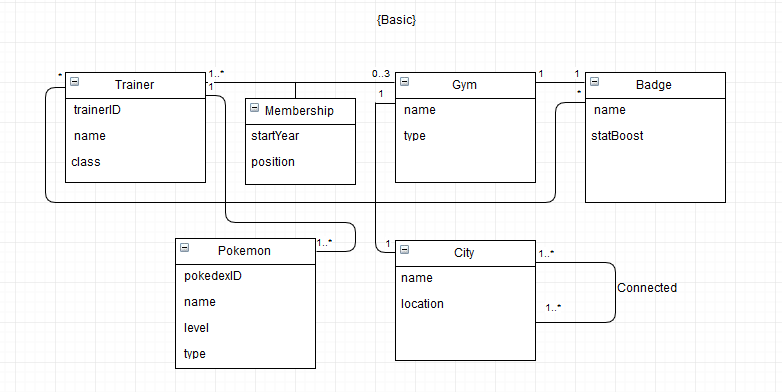 {Basic}
* Trainer 1..* 0..3 Gym 1 1 Badge
1 1 *
trainerID
name
class
Membership
startYear
position
name
type
name
statBoost
1..* 1 1..*
Pokemon
pokedexID
name
level
type
City
name
location
Connected
1..*